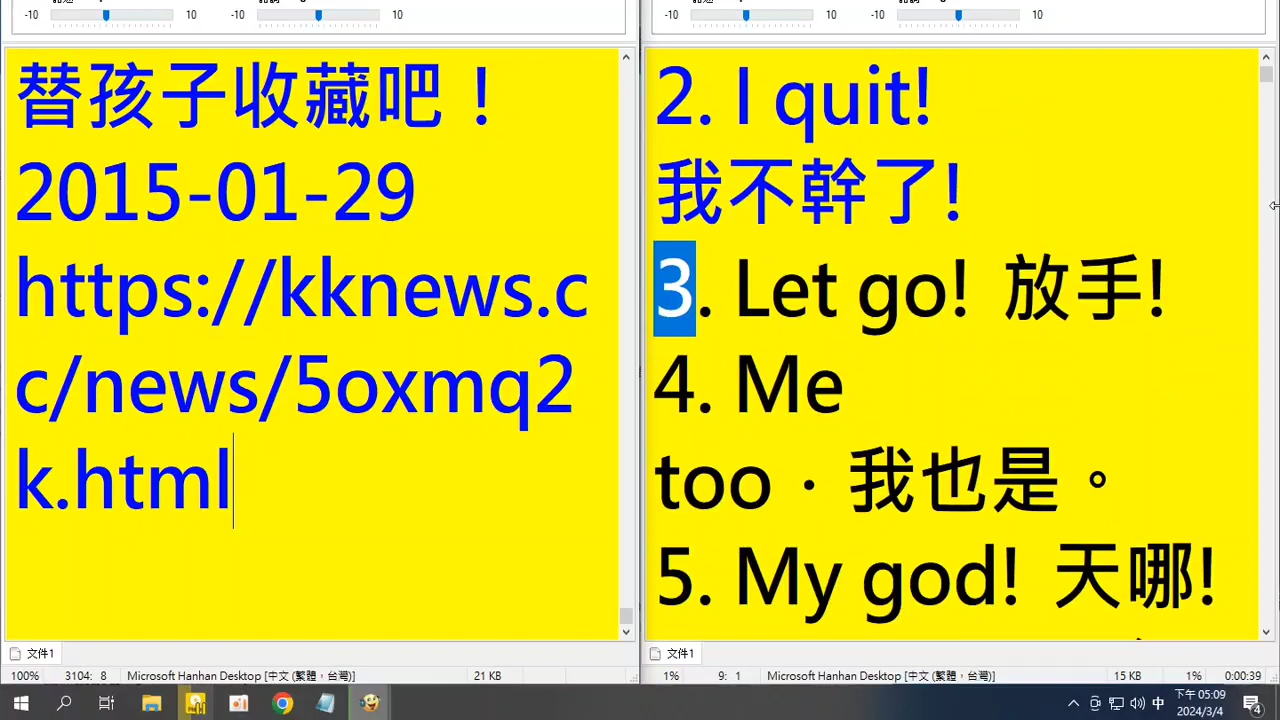 -10 10 -10 10
替孩子收藏吧！
2015-01-29
https://kknews.c
c/news/5oxmq2
k.html
文件1
100% 3104: 8 Microsoft Hanhan Desktop [中文 (繁體，台灣)] 21 KB
-10 10 -10 10
2. I quit!
我不幹了!
3. Let go! 放手!
4. Me
too．我也是。
5. My god! 天哪!
文件1
1% 9: 1 Microsoft Hanhan Desktop [中文 (繁體，台灣)] 15 KB 1% 0:00:39
中
下午 05:09
2024/3/4
4